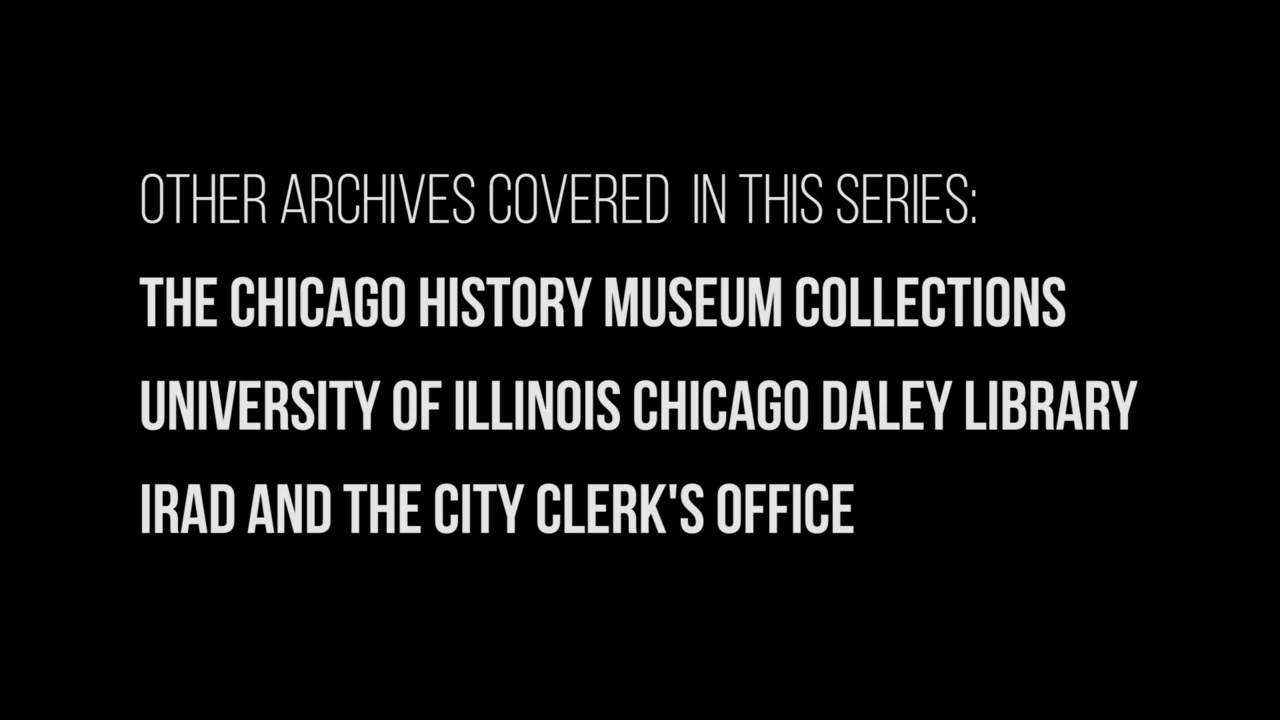 OTHER ARCHIVES COVERED IN THIS SERIES:
THE CHICAGO HISTORY MUSEUM COLLECTIONS
UNIVERSITY OF ILLINOIS CHICAGO DALEY LIBRARY
IRAD AND THE CITY CLERK'S OFFICE